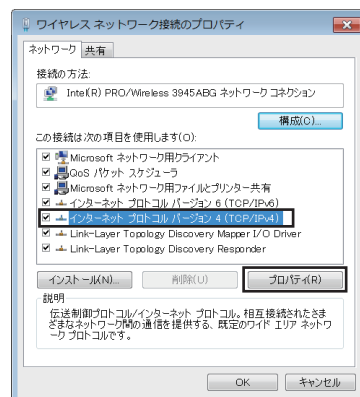 ワイヤレス ネットワーク接続のプロパティ
ネットワーク 共有
接続の方法:
Intel(R) PRO/Wireless 3945ABG ネットワーク コネクション
構成(C)...
この接続は次の項目を使用します(O):
Microsoft ネットワーク用クライアント
QoS パケット スケジューラ
Microsoft ネットワーク用ファイルとプリンター共有
インターネット プロトコル バージョン 6 (TCP/IPv6)
インターネット プロトコル バージョン 4 (TCP/IPv4)
Link-Layer Topology Discovery Mapper I/O Driver
Link-Layer Topology Discovery Responder
インストール(N)... 削除(U) プロパティ(R)
説明
伝送制御プロトコル/インターネット プロトコル。相互接続されたさま
ざまなネットワーク間の通信を提供する、既定のワイド エリア ネットワ
ーク プロトコルです。
OK キャンセル